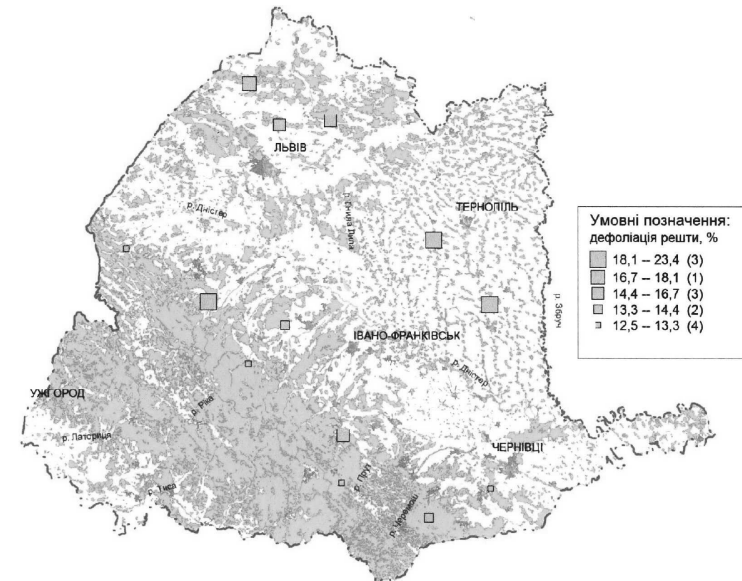 ЛЬВІВ
р. Дністер
р. Гнила Липа
ТЕРНОПІЛЬ
Умовні позначення:
дефоліація решти, %
18,1 – 23,4 (3)
16,7 – 18,1 (1)
14,4 – 16,7 (3)
13,3 – 14,4 (2)
12,5 – 13,3 (4)
р. Збруч
ІВАНО-ФРАНКІВСЬК
р. Дністер
УЖГОРОД
р. Ріка
р. Латориця
ЧЕРНІВЦІ
р. Тиса
р. Прут
р. Черемош